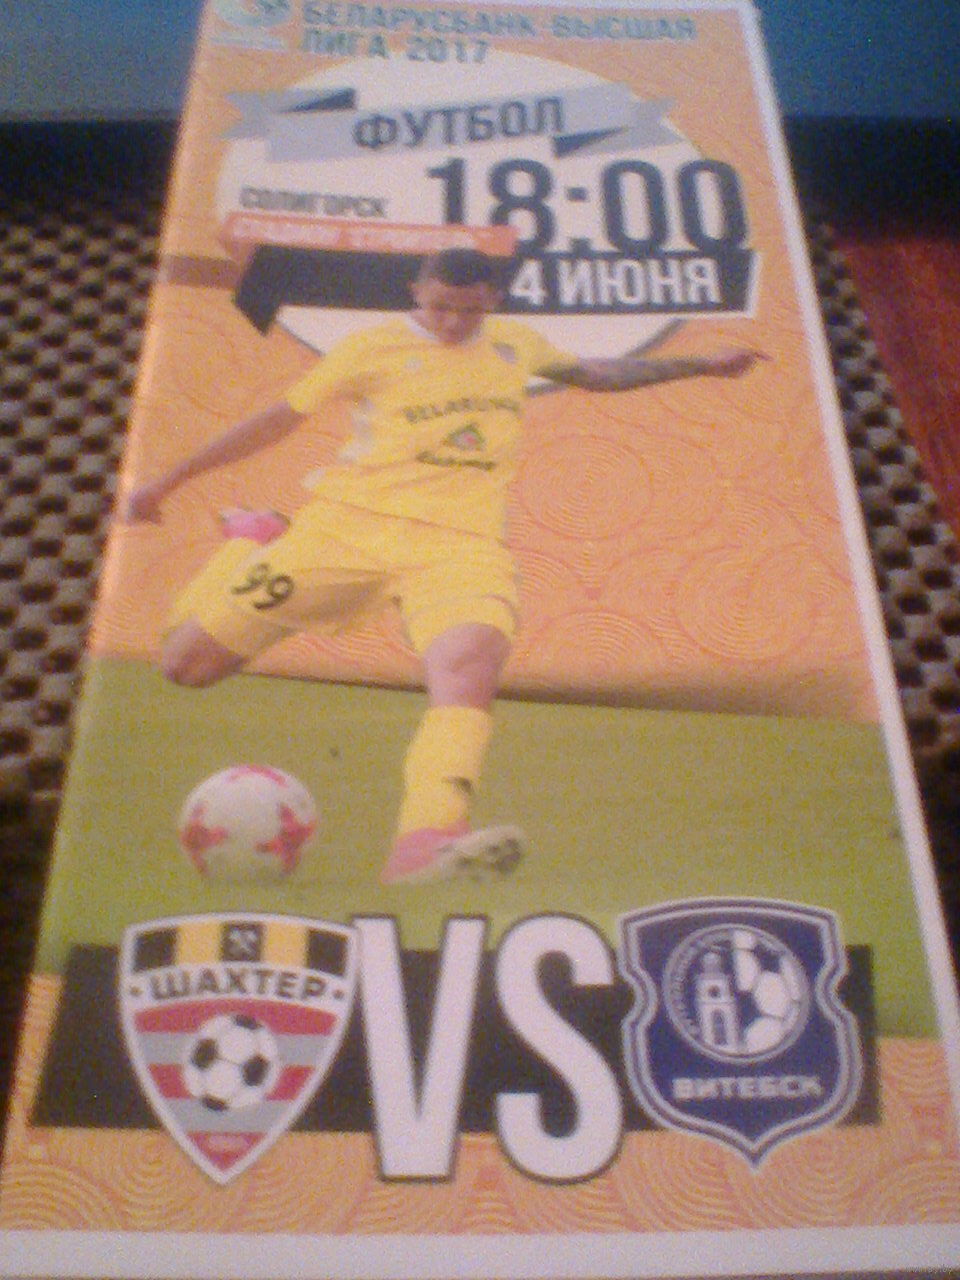 БЕЛАРУСБАНК-ВЫСШАЯ
ЛИГА-2017
ФУТБОЛ
18:00
СОЛИГОРСК
4 ИЮНЯ
99
ШАХТЕР
VS
ВИТЕБСК